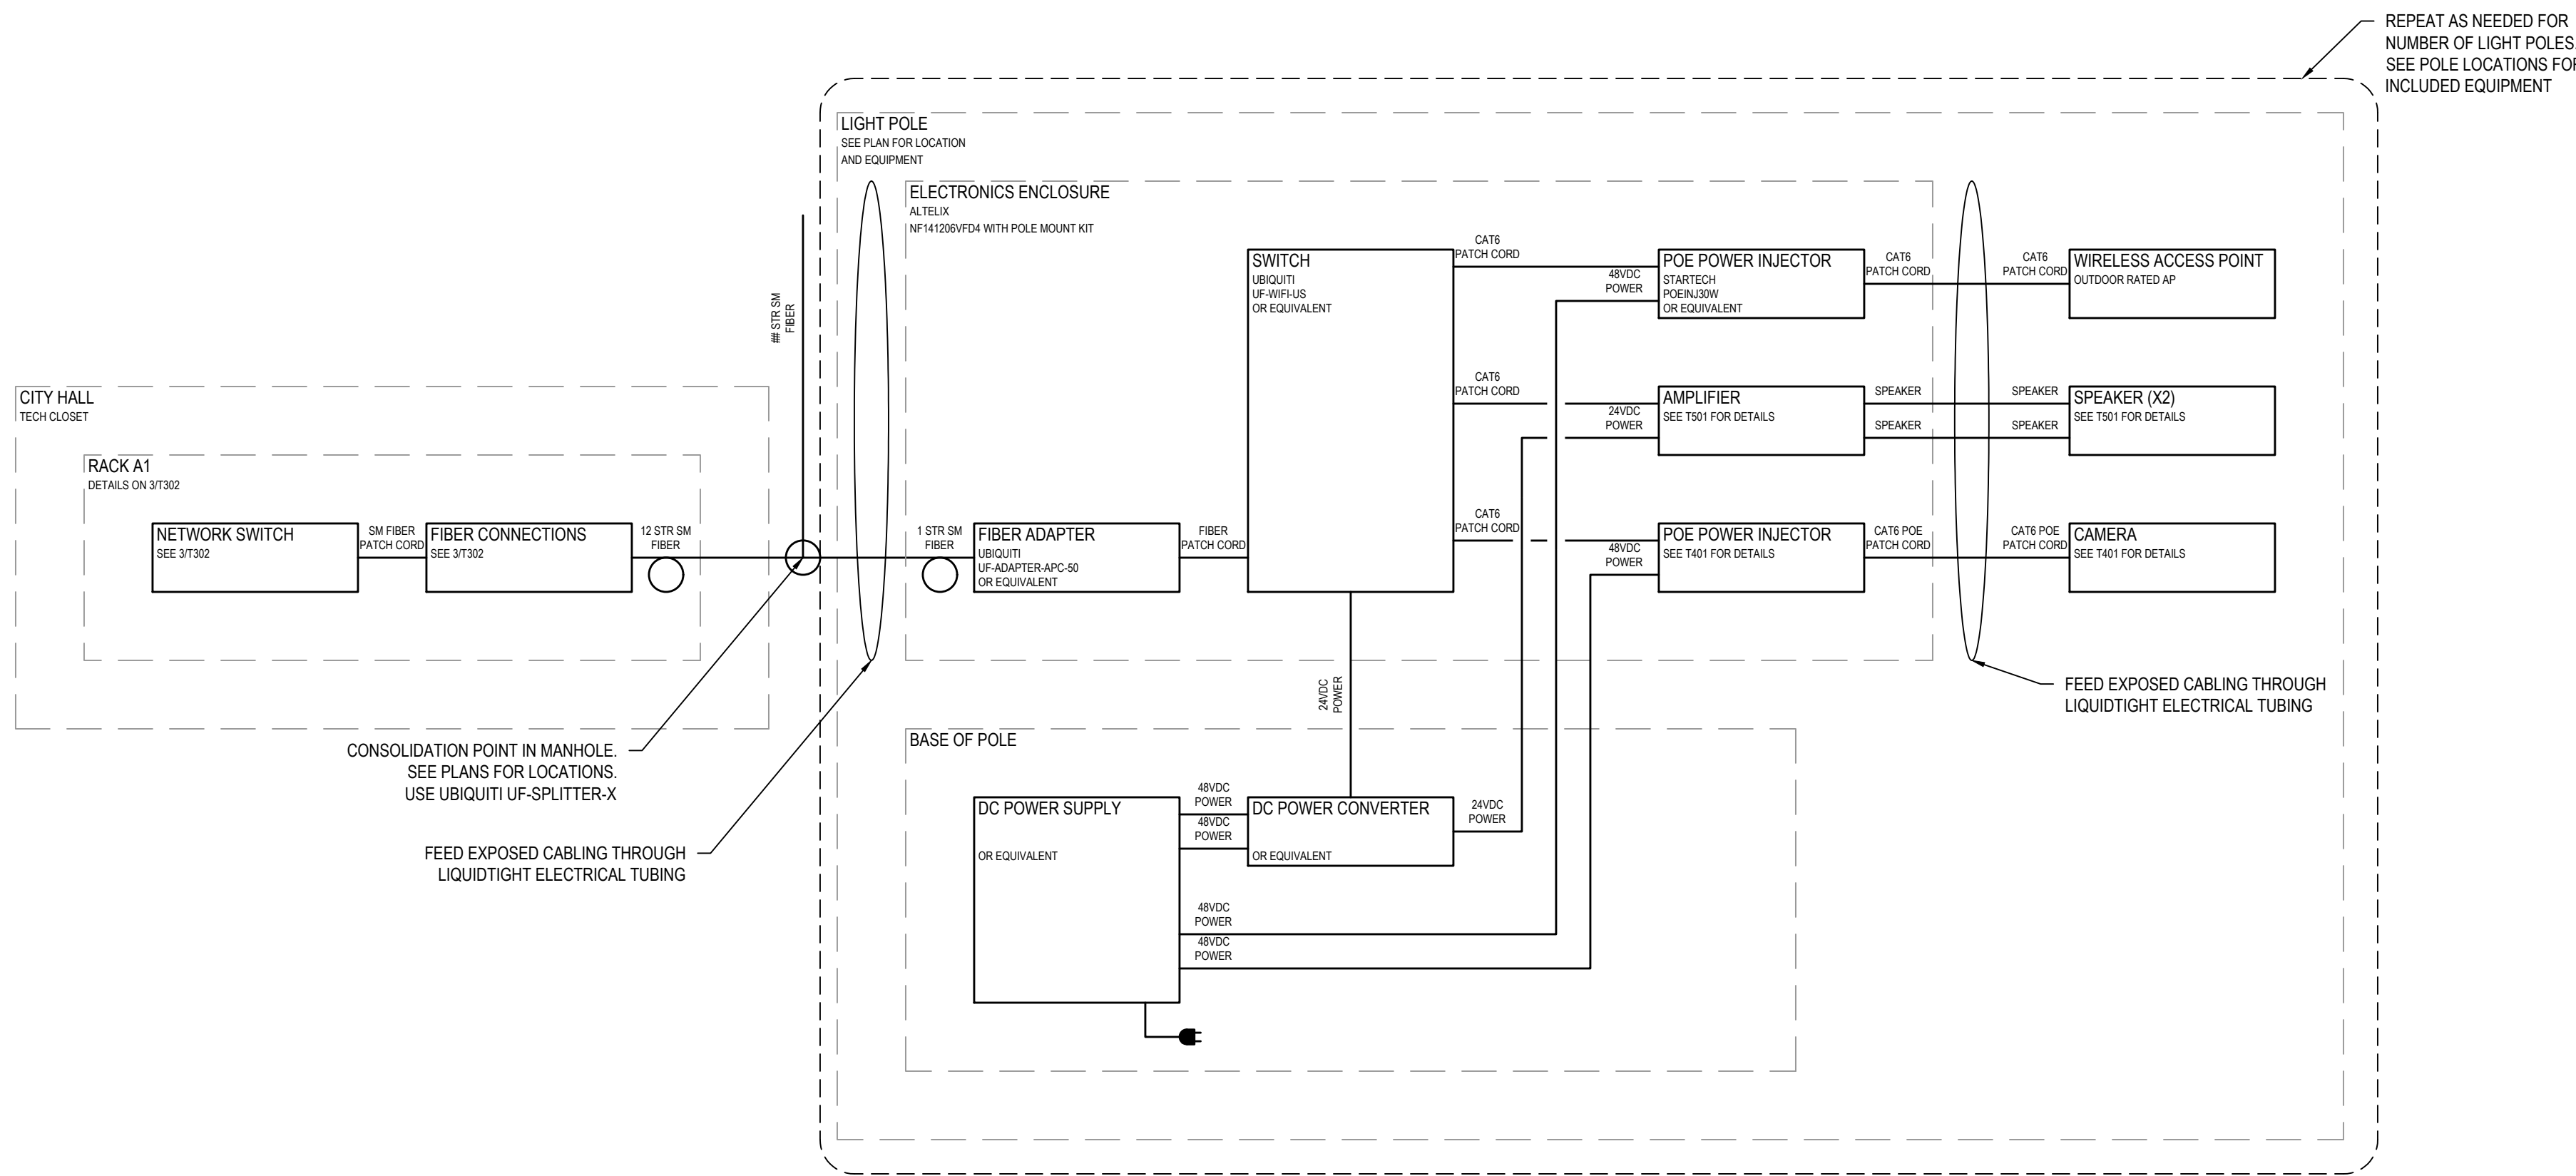 REPEAT AS NEEDED FOR
NUMBER OF LIGHT POLES.
SEE POLE LOCATIONS FOR
INCLUDED EQUIPMENT
LIGHT POLE
SEE PLAN FOR LOCATION
AND EQUIPMENT
ELECTRONICS ENCLOSURE
ALTELIX
NF141206VFD4 WITH POLE MOUNT KIT
SWITCH
UBIQUITI
UF-WIFI-US
OR EQUIVALENT
CAT6
PATCH CORD
48VDC
POWER
POE POWER INJECTOR
STARTECH
POEINJ30W
OR EQUIVALENT
CAT6
PATCH CORD
CAT6
PATCH CORD
WIRELESS ACCESS POINT
OUTDOOR RATED AP
## STR SM
FIBER
CAT6
PATCH CORD
24VDC
POWER
AMPLIFIER
SEE T501 FOR DETAILS
SPEAKER
SPEAKER
SPEAKER
SPEAKER
SPEAKER (X2)
SEE T501 FOR DETAILS
CITY HALL
TECH CLOSET
RACK A1
DETAILS ON 3/T302
NETWORK SWITCH
SEE 3/T302
SM FIBER
PATCH CORD
FIBER CONNECTIONS
SEE 3/T302
12 STR SM
FIBER
1 STR SM
FIBER
FIBER ADAPTER
UBIQUITI
UF-ADAPTER-APC-50
OR EQUIVALENT
FIBER
PATCH CORD
CAT6
PATCH CORD
48VDC
POWER
POE POWER INJECTOR
SEE T401 FOR DETAILS
CAT6 POE
PATCH CORD
CAT6 POE
PATCH CORD
CAMERA
SEE T401 FOR DETAILS
24VDC
POWER
FEED EXPOSED CABLING THROUGH
LIQUIDTIGHT ELECTRICAL TUBING
CONSOLIDATION POINT IN MANHOLE.
SEE PLANS FOR LOCATIONS.
USE UBIQUITI UF-SPLITTER-X
FEED EXPOSED CABLING THROUGH
LIQUIDTIGHT ELECTRICAL TUBING
BASE OF POLE
DC POWER SUPPLY
OR EQUIVALENT
48VDC
POWER
48VDC
POWER
DC POWER CONVERTER
OR EQUIVALENT
24VDC
POWER
48VDC
POWER
48VDC
POWER